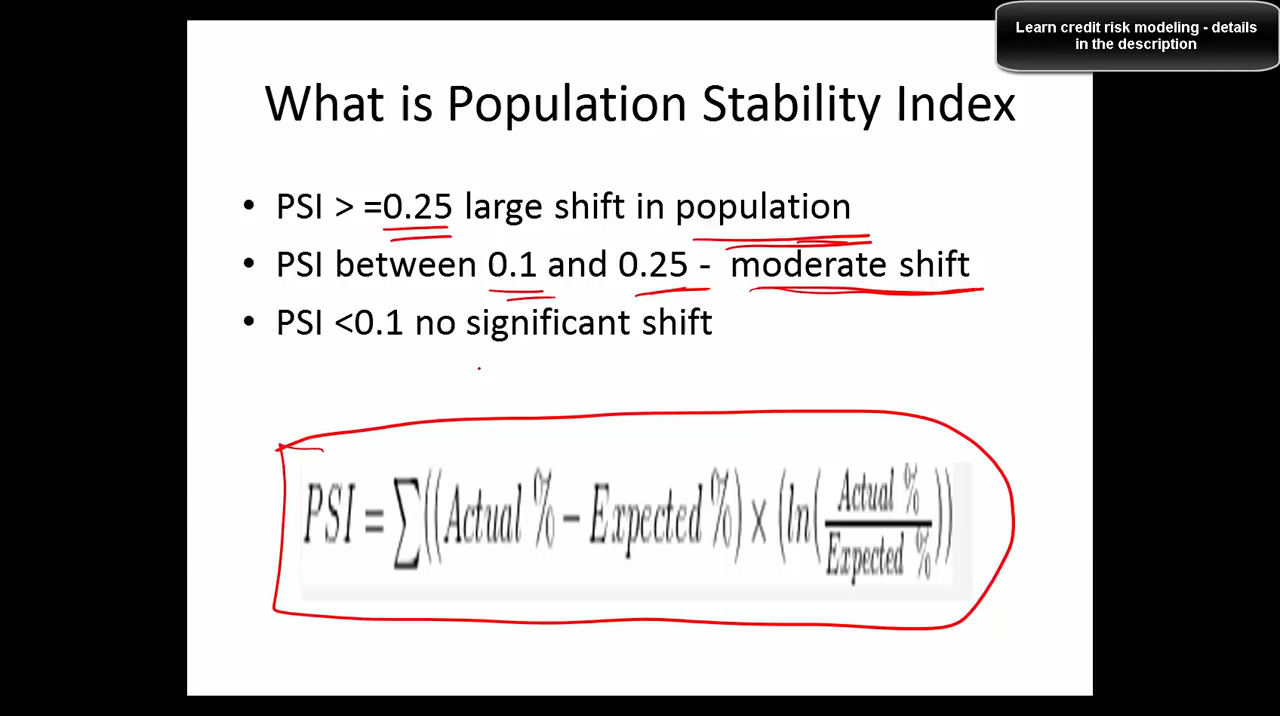 Learn credit risk modeling - details
in the description
What is Population Stability Index
• PSI > =0.25 large shift in population
• PSI between 0.1 and 0.25 - moderate shift
• PSI <0.1 no significant shift
PSI = ∑((Actual % − Expected %) × (ln(Actual % / Expected %)))